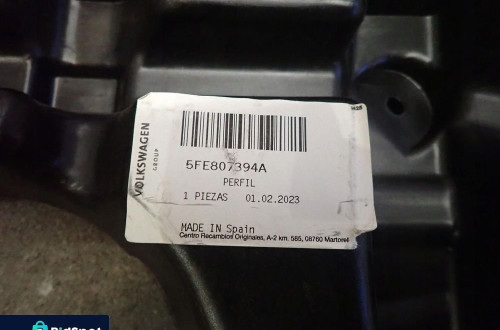 VOLKSWAGEN
GROUP
5FE807394A
PERFIL
1 PIEZAS 01.02.2023
MADE IN Spain
Centro Recambios Originales, A-2 km. 585, 08760 Martorell
BidSpot